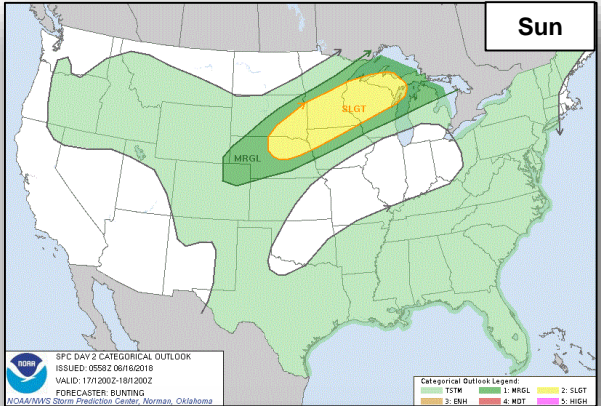 Sun
SLGT
MRGL
NOAA
SPC DAY 2 CATEGORICAL OUTLOOK
ISSUED: 0558Z 06/16/2018
VALID: 17/1200Z-18/1200Z
FORECASTER: BUNTING
NOAA/NWS Storm Prediction Center, Norman, Oklahoma
Categorical Outlook Legend:
TSTM 1: MRGL 2: SLGT
3: ENH 4: MDT 5: HIGH